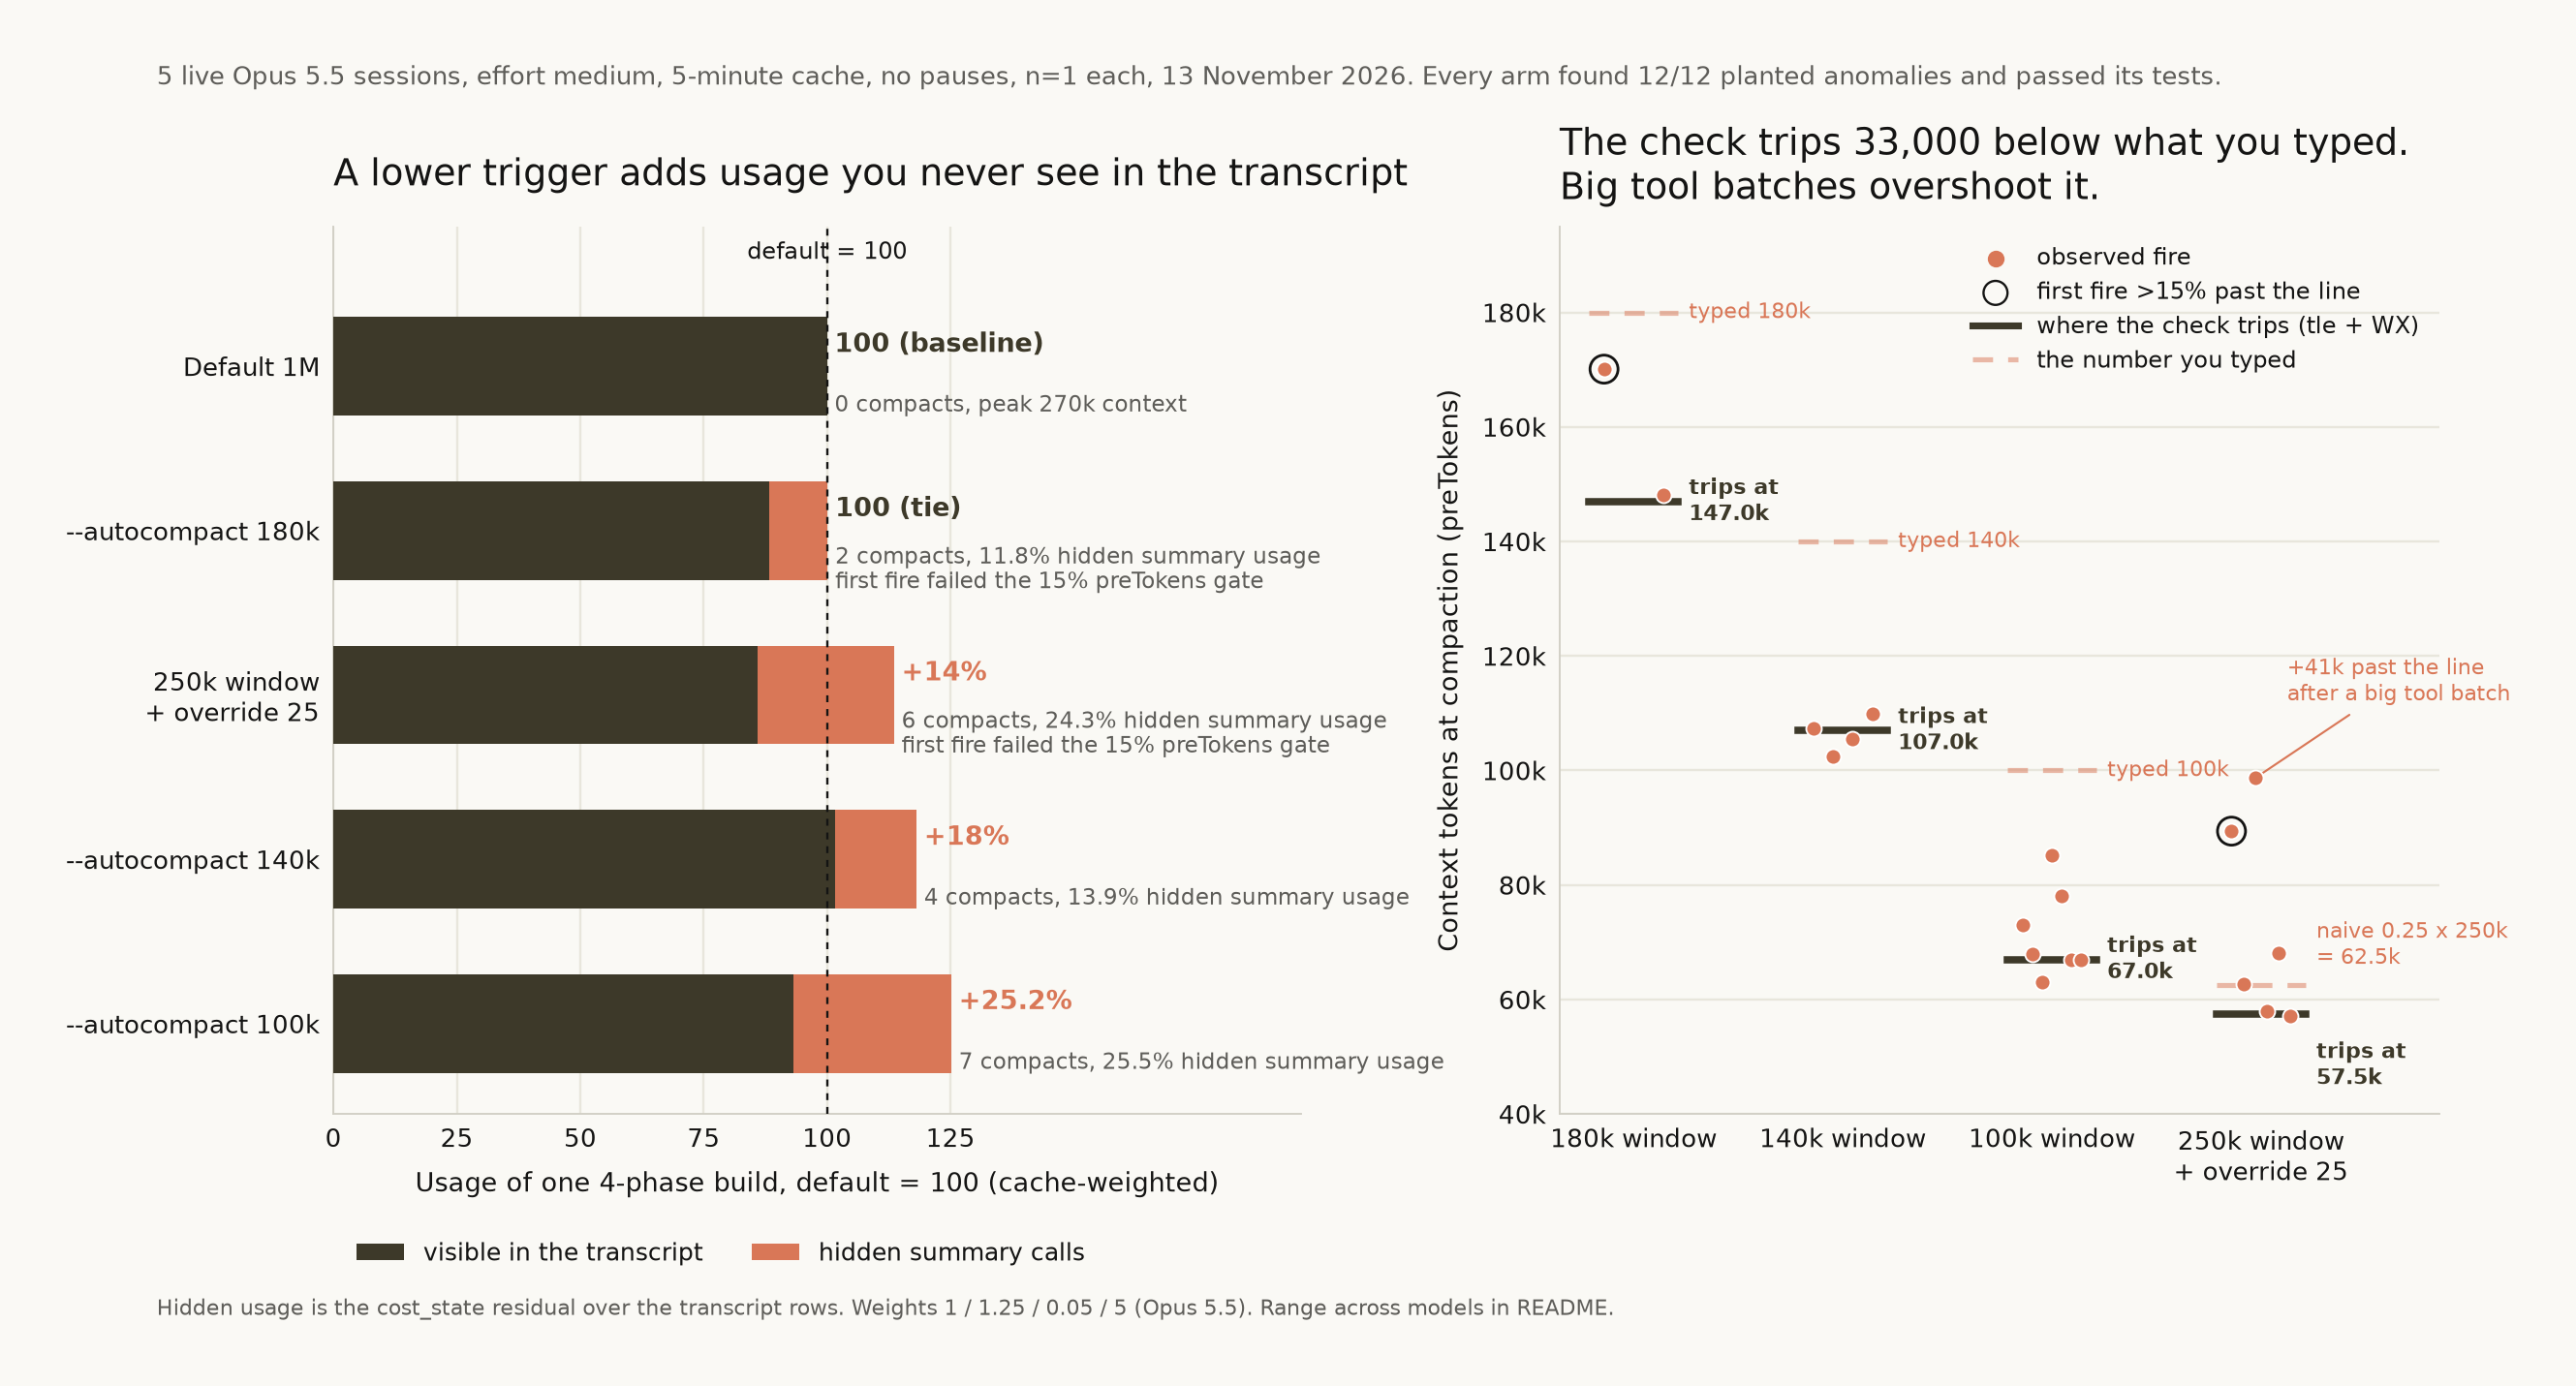 5 live Opus 5.5 sessions, effort medium, 5-minute cache, no pauses, n=1 each, 13 November 2026. Every arm found 12/12 planted anomalies and passed its tests.
A lower trigger adds usage you never see in the transcript
default = 100
Default 1M
100 (baseline)
0 compacts, peak 270k context
--autocompact 180k
100 (tie)
2 compacts, 11.8% hidden summary usage
first fire failed the 15% preTokens gate
250k window
+ override 25
+14%
6 compacts, 24.3% hidden summary usage
first fire failed the 15% preTokens gate
--autocompact 140k
+18%
4 compacts, 13.9% hidden summary usage
--autocompact 100k
+25.2%
7 compacts, 25.5% hidden summary usage
0 25 50 75 100 125
Usage of one 4-phase build, default = 100 (cache-weighted)
visible in the transcript
hidden summary calls
The check trips 33,000 below what you typed.
Big tool batches overshoot it.
observed fire
first fire >15% past the line
where the check trips (tle + WX)
the number you typed
Context tokens at compaction (preTokens)
180k
160k
140k
120k
100k
80k
60k
40k
typed 180k
trips at
147.0k
typed 140k
trips at
107.0k
typed 100k
trips at
67.0k
+41k past the line
after a big tool batch
naive 0.25 x 250k
= 62.5k
trips at
57.5k
180k window
140k window
100k window
250k window
+ override 25
Hidden usage is the cost_state residual over the transcript rows. Weights 1 / 1.25 / 0.05 / 5 (Opus 5.5). Range across models in README.